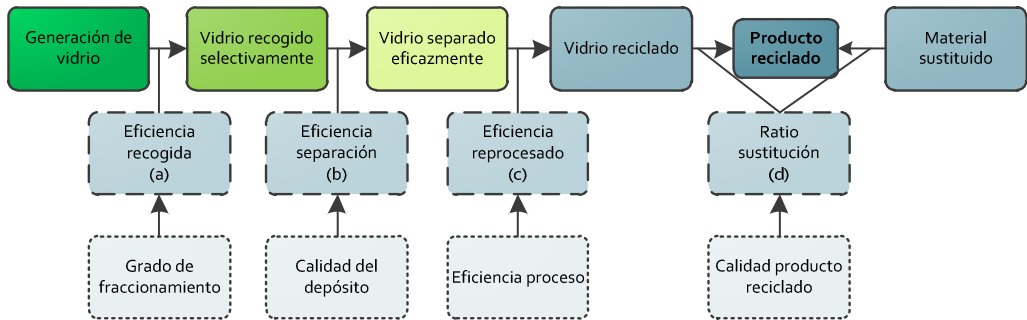 Generación de
vidrio
Vidrio recogido
selectivamente
Vidrio separado
eficazmente
Vidrio reciclado
Producto
reciclado
Material
sustituido
Eficiencia
recogida
(a)
Eficiencia
separación
(b)
Eficiencia
reprocesado
(c)
Ratio
sustitución
(d)
Grado de
fraccionamiento
Calidad del
depósito
Eficiencia proceso
Calidad producto
reciclado